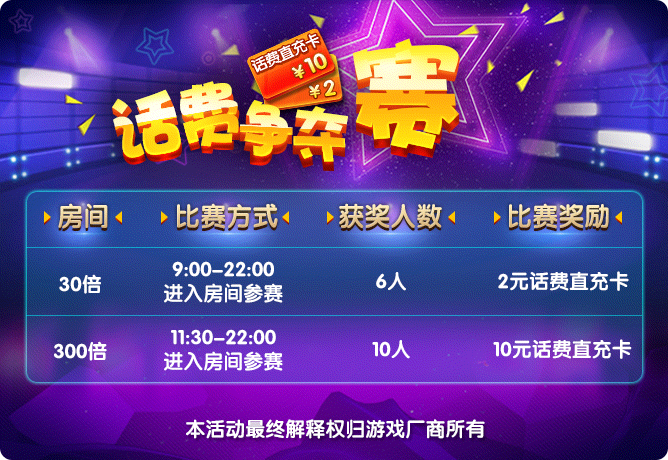 话费直充卡
¥10
¥2
话费争夺赛
房间 比赛方式 获奖人数 比赛奖励
30倍 9:00-22:00 进入房间参赛 6人 2元话费直充卡
300倍 11:30-22:00 进入房间参赛 10人 10元话费直充卡
本活动最终解释权归游戏厂商所有